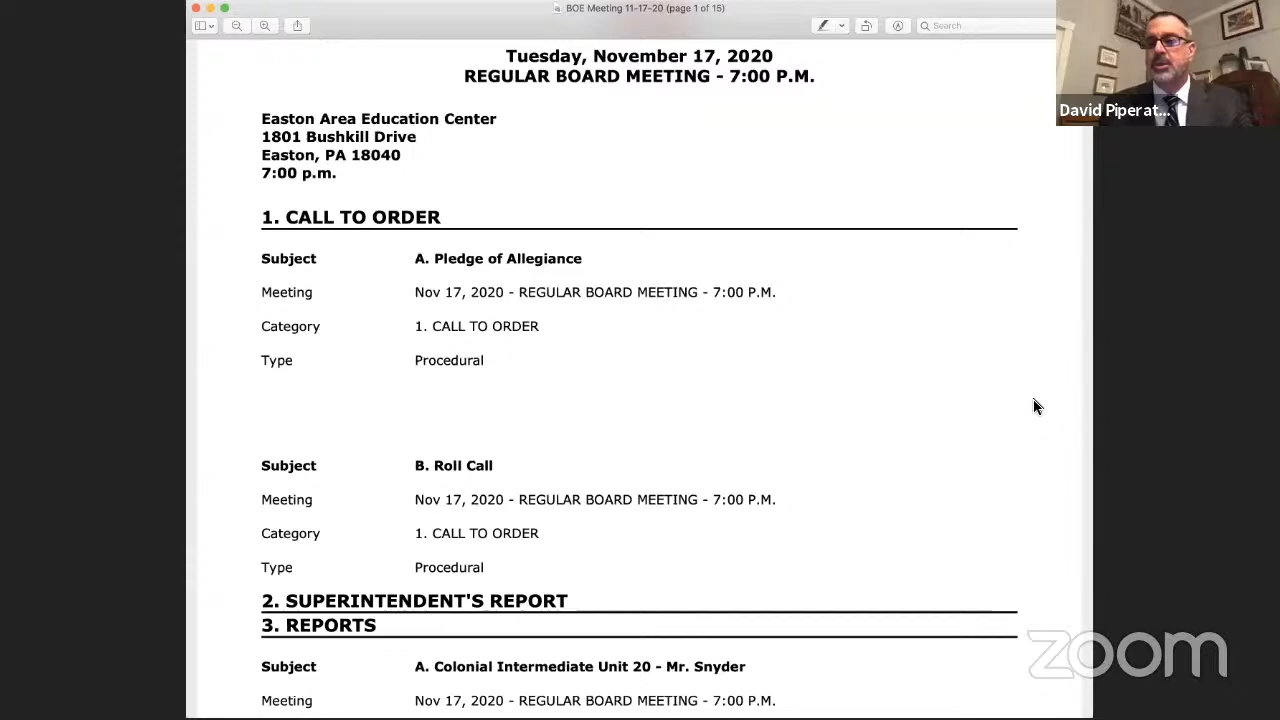 BOE Meeting 11-17-20 (page 1 of 15)
Search
David Piperat...
Tuesday, November 17, 2020
REGULAR BOARD MEETING - 7:00 P.M.
Easton Area Education Center
1801 Bushkill Drive
Easton, PA 18040
7:00 p.m.
1. CALL TO ORDER
Subject A. Pledge of Allegiance
Meeting Nov 17, 2020 - REGULAR BOARD MEETING - 7:00 P.M.
Category 1. CALL TO ORDER
Type Procedural
Subject B. Roll Call
Meeting Nov 17, 2020 - REGULAR BOARD MEETING - 7:00 P.M.
Category 1. CALL TO ORDER
Type Procedural
2. SUPERINTENDENT'S REPORT
3. REPORTS
Subject A. Colonial Intermediate Unit 20 - Mr. Snyder
Meeting Nov 17, 2020 - REGULAR BOARD MEETING - 7:00 P.M.
zoom